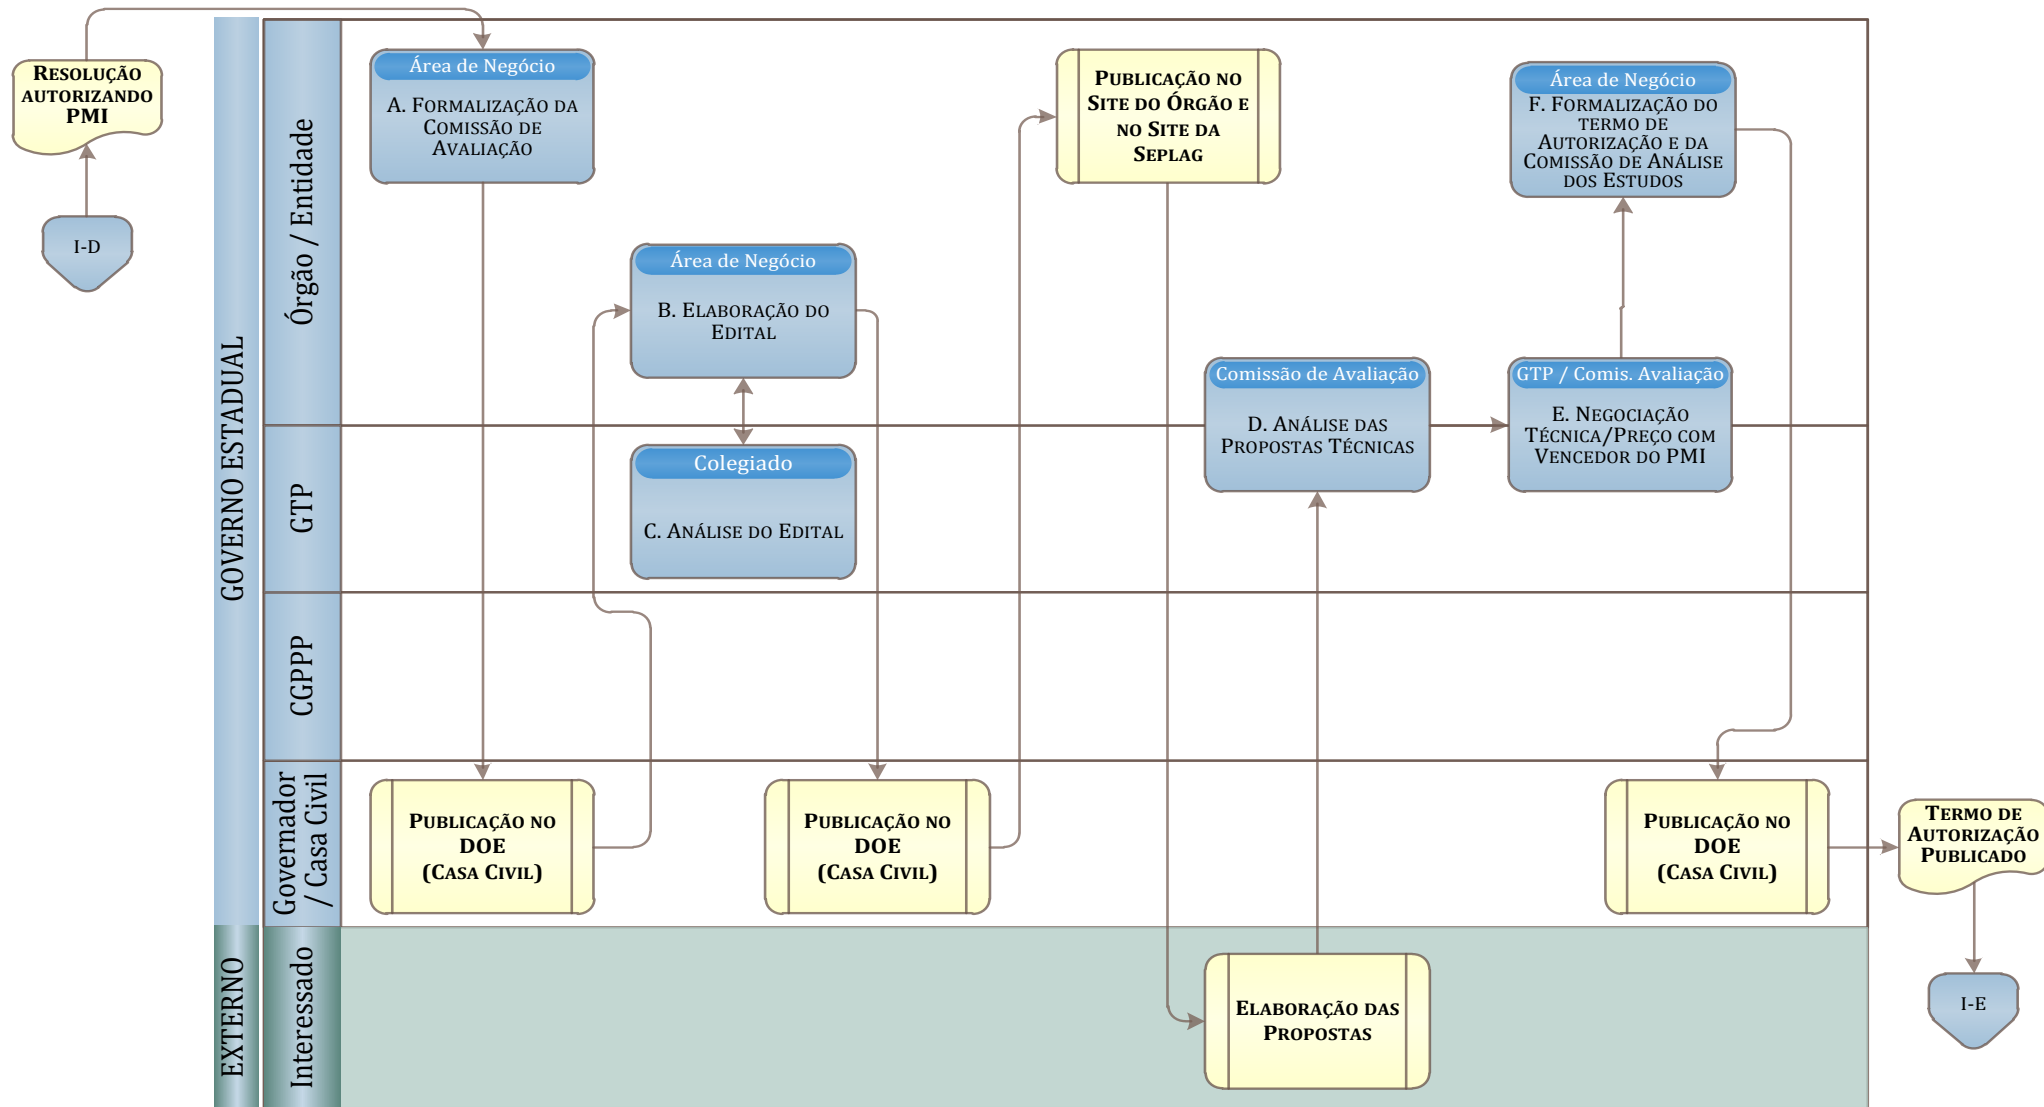 RESOLUÇÃO
AUTORIZANDO
PMI
I-D
GOVERNO ESTADUAL
EXTERNO
Órgão / Entidade
GTP
CGPPP
Governador
/ Casa Civil
Interessado
Área de Negócio
A. FORMALIZAÇÃO DA
COMISSÃO DE
AVALIAÇÃO
Área de Negócio
B. ELABORAÇÃO DO
EDITAL
Colegiado
C. ANÁLISE DO EDITAL
PUBLICAÇÃO NO
SITE DO ÓRGÃO E
NO SITE DA
SEPLAG
Comissão de Avaliação
D. ANÁLISE DAS
PROPOSTAS TÉCNICAS
GTP / Comis. Avaliação
E. NEGOCIAÇÃO
TÉCNICA/PREÇO COM
VENCEDOR DO PMI
Área de Negócio
F. FORMALIZAÇÃO DO
TERMO DE
AUTORIZAÇÃO E DA
COMISSÃO DE ANÁLISE
DOS ESTUDOS
PUBLICAÇÃO NO
DOE
(CASA CIVIL)
PUBLICAÇÃO NO
DOE
(CASA CIVIL)
PUBLICAÇÃO NO
DOE
(CASA CIVIL)
ELABORAÇÃO DAS
PROPOSTAS
TERMO DE
AUTORIZAÇÃO
PUBLICADO
I-E